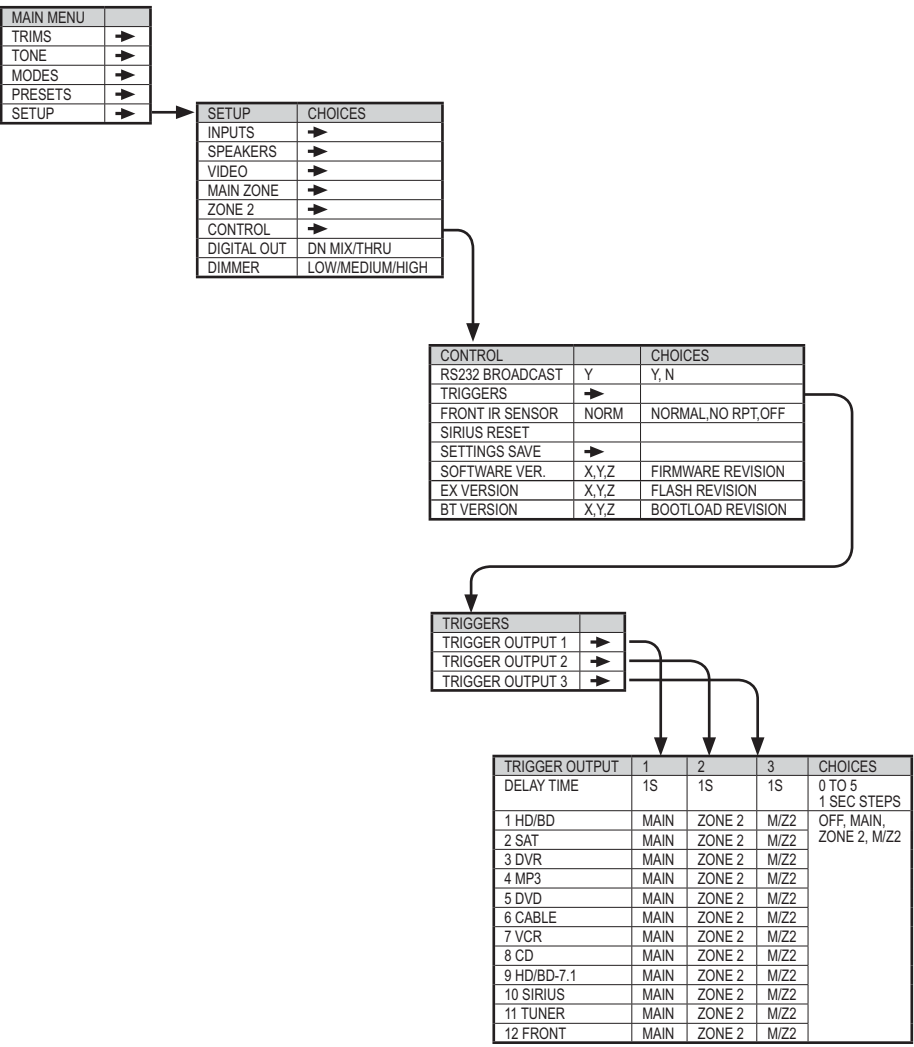 MAIN MENU
TRIMS
TONE
MODES
PRESETS
SETUP
SETUP CHOICES
INPUTS
SPEAKERS
VIDEO
MAIN ZONE
ZONE 2
CONTROL
DIGITAL OUT DN MIX/THRU
DIMMER LOW/MEDIUM/HIGH
CONTROL CHOICES
RS232 BROADCAST Y Y, N
TRIGGERS
FRONT IR SENSOR NORM NORMAL,NO RPT,OFF
SIRIUS RESET
SETTINGS SAVE
SOFTWARE VER. X,Y,Z FIRMWARE REVISION
EX VERSION X,Y,Z FLASH REVISION
BT VERSION X,Y,Z BOOTLOAD REVISION
TRIGGERS
TRIGGER OUTPUT 1
TRIGGER OUTPUT 2
TRIGGER OUTPUT 3
TRIGGER OUTPUT 1 2 3 CHOICES
DELAY TIME 1S 1S 1S 0 TO 5
1 SEC STEPS
1 HD/BD MAIN ZONE 2 M/Z2 OFF, MAIN,
2 SAT MAIN ZONE 2 M/Z2 ZONE 2, M/Z2
3 DVR MAIN ZONE 2 M/Z2
4 MP3 MAIN ZONE 2 M/Z2
5 DVD MAIN ZONE 2 M/Z2
6 CABLE MAIN ZONE 2 M/Z2
7 VCR MAIN ZONE 2 M/Z2
8 CD MAIN ZONE 2 M/Z2
9 HD/BD-7.1 MAIN ZONE 2 M/Z2
10 SIRIUS MAIN ZONE 2 M/Z2
11 TUNER MAIN ZONE 2 M/Z2
12 FRONT MAIN ZONE 2 M/Z2